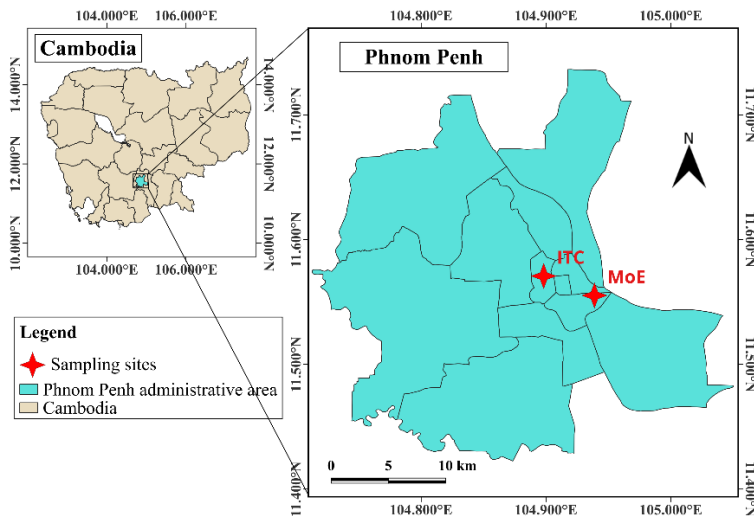 104.000°E 106.000°E
Cambodia
14.000°N
14.000°N
12.000°N
12.000°N
10.000°N
10.000°N
104.000°E 106.000°E
Legend
Sampling sites
Phnom Penh administrative area
Cambodia
104.800°E 104.900°E 105.000°E
Phnom Penh
N
11.700°N
11.700°N
11.600°N
11.600°N
ITC
MoE
11.500°N
11.500°N
0 5 10 km
11.400°N
11.400°N
104.800°E 104.900°E 105.000°E